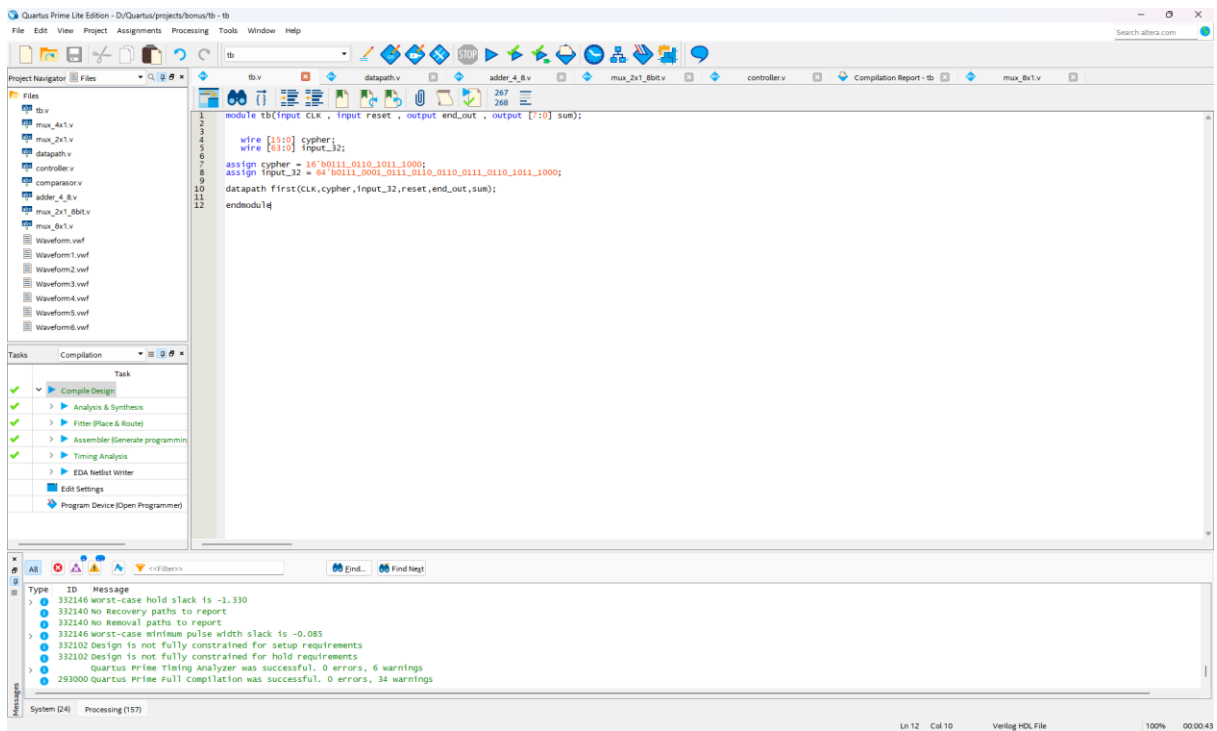 Quartus Prime Lite Edition - D:/Quartus/projects/bonus/tb - tb
File Edit View Project Assignments Processing Tools Window Help
Search altera.com
tb
Project Navigator Files
tb.v datapath.v adder_4_8.v mux_2x1_8bit.v controller.v Compilation Report - tb mux_8x1.v
267
268
Files
tb.v
mux_4x1.v
mux_2x1.v
datapath.v
controller.v
comparasor.v
adder_4_8.v
mux_2x1_8bit.v
mux_8x1.v
Waveform.vwf
Waveform1.vwf
Waveform2.vwf
Waveform3.vwf
Waveform4.vwf
Waveform5.vwf
Waveform6.vwf
1 module tb(input CLK , input reset , output end_out , output [7:0] sum);
2
3
4 wire [15:0] cypher;
5 wire [63:0] input_32;
6
7 assign cypher = 16'b0111_0110_1011_1000;
8 assign input_32 = 64'b0111_0001_0111_0110_0110_0111_0110_1011_1000;
9
10 datapath first(CLK,cypher,input_32,reset,end_out,sum);
11
12 endmodule
Tasks Compilation
Task
Compile Design
Analysis & Synthesis
Fitter (Place & Route)
Assembler (Generate programmin
Timing Analysis
EDA Netlist Writer
Edit Settings
Program Device (Open Programmer)
All <<Filter>> Find... Find Next
Type ID Message
332146 Worst-case hold slack is -1.330
332140 No Recovery paths to report
332140 No Removal paths to report
332146 Worst-case minimum pulse width slack is -0.085
332102 Design is not fully constrained for setup requirements
332102 Design is not fully constrained for hold requirements
Quartus Prime Timing Analyzer was successful. 0 errors, 6 warnings
293000 Quartus Prime Full Compilation was successful. 0 errors, 34 warnings
Messages
System (24) Processing (157)
Ln 12 Col 10 Verilog HDL File 100% 00:00:43